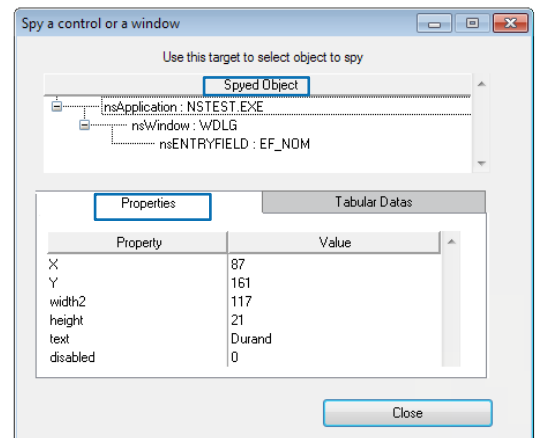 Spy a control or a window
Use this target to select object to spy
Spyed Object
nsApplication : NSTEST.EXE
nsWindow : WDLG
nsENTRYFIELD : EF_NOM
Properties Tabular Datas
Property Value
X 87
Y 161
width2 117
height 21
text Durand
disabled 0
Close